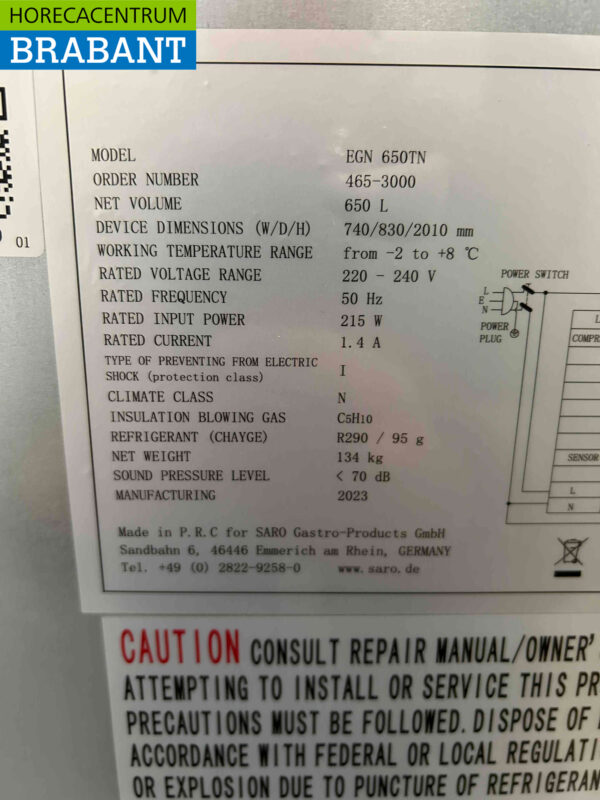 HORECACENTRUM
BRABANT
01
MODEL EGN 650TN
ORDER NUMBER 465-3000
NET VOLUME 650 L
DEVICE DIMENSIONS (W/D/H) 740/830/2010 mm
WORKING TEMPERATURE RANGE from -2 to +8 ℃
RATED VOLTAGE RANGE 220 - 240 V
RATED FREQUENCY 50 Hz
RATED INPUT POWER 215 W
RATED CURRENT 1.4 A
TYPE OF PREVENTING FROM ELECTRIC
SHOCK (protection class) I
CLIMATE CLASS N
INSULATION BLOWING GAS C5H10
REFRIGERANT (CHAYGE) R290 / 95 g
NET WEIGHT 134 kg
SOUND PRESSURE LEVEL < 70 dB
MANUFACTURING 2023
Made in P.R.C for SARO Gastro-Products GmbH
Sandbahn 6, 46446 Emmerich am Rhein, GERMANY
Tel. +49 (0) 2822-9258-0 www.saro.de
POWER SWITCH
L
E
N
POWER
PLUG
L
COMPR
SENSOR
L
N
CAUTION CONSULT REPAIR MANUAL/OWNER'
ATTEMPTING TO INSTALL OR SERVICE THIS PR
PRECAUTIONS MUST BE FOLLOWED. DISPOSE OF
ACCORDANCE WITH FEDERAL OR LOCAL REGULATI
OR EXPLOSION DUE TO PUNCTURE OF REFRIGERAN